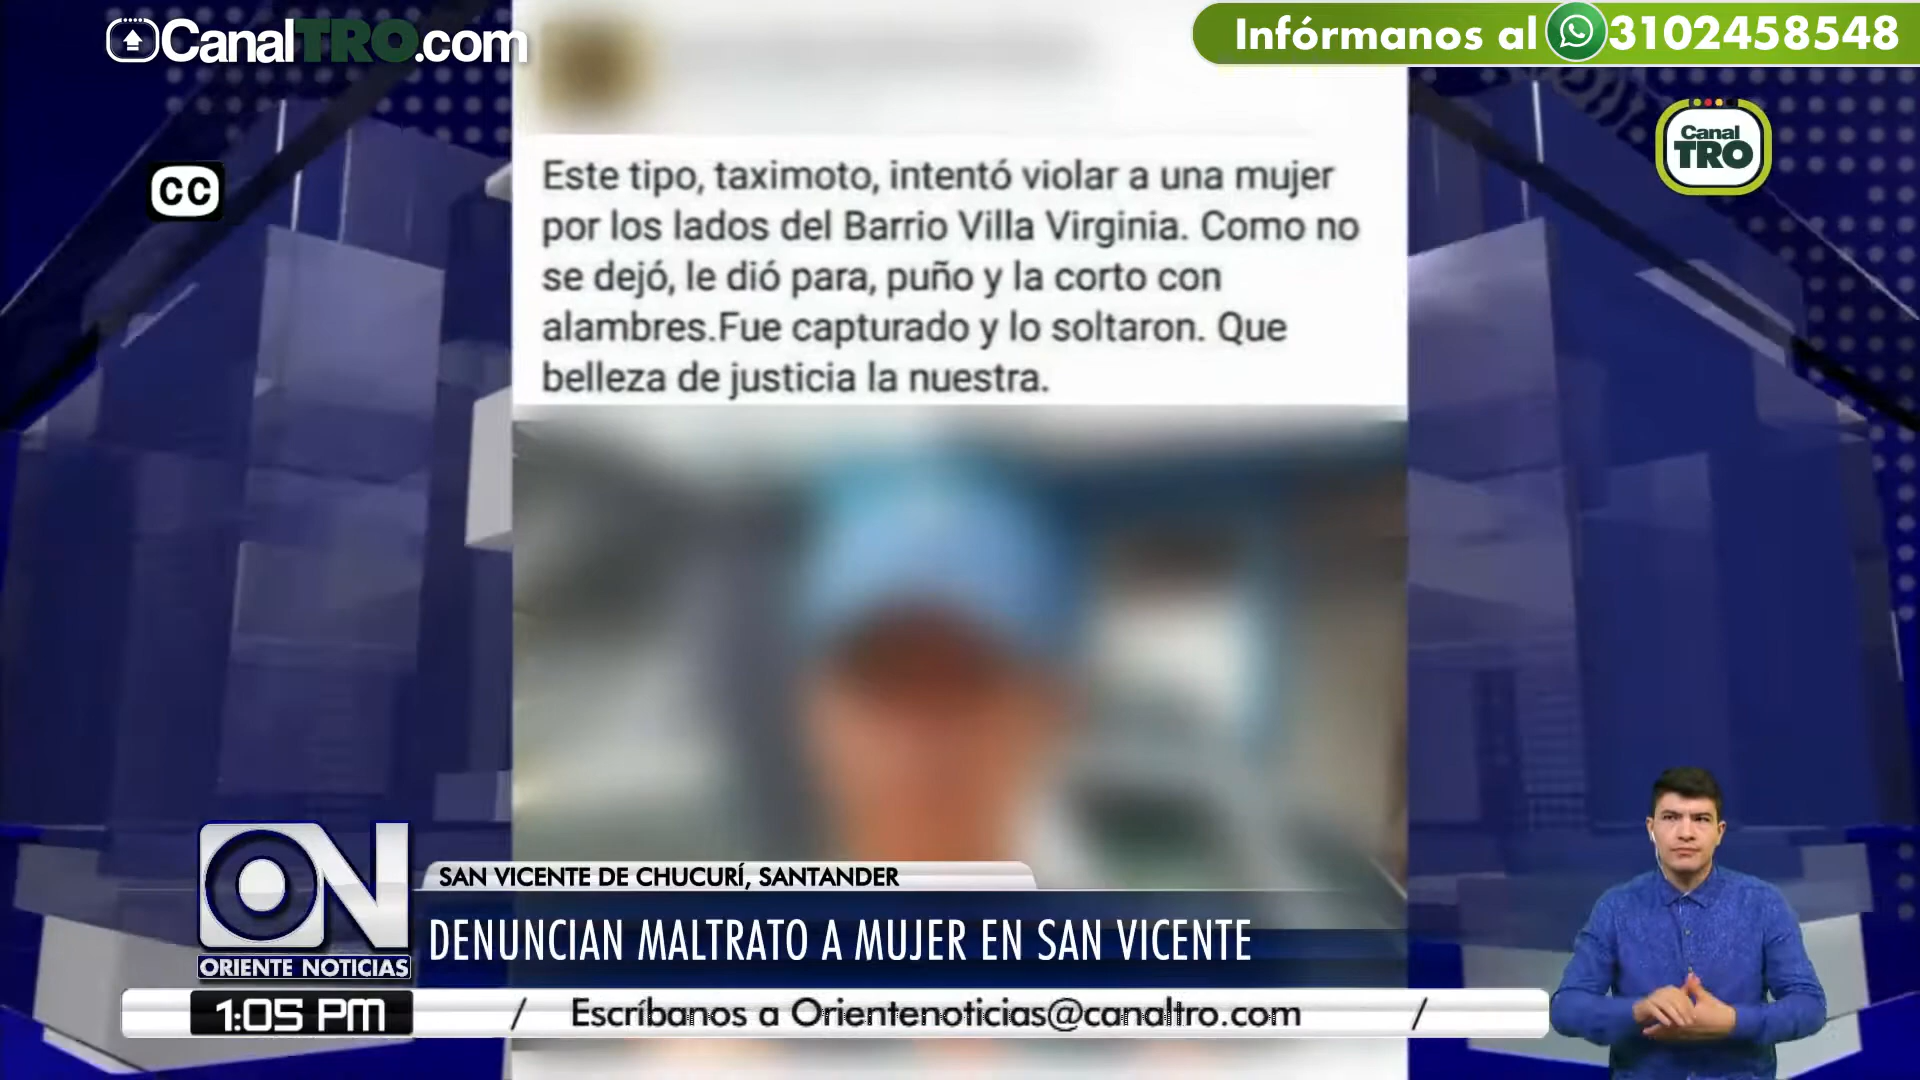 CanalTRO.com
Infórmanos al 3102458548
Canal
TRO
CC
Este tipo, taximoto, intentó violar a una mujer
por los lados del Barrio Villa Virginia. Como no
se dejó, le dió para, puño y la corto con
alambres.Fue capturado y lo soltaron. Que
belleza de justicia la nuestra.
SAN VICENTE DE CHUCURÍ, SANTANDER
DENUNCIAN MALTRATO A MUJER EN SAN VICENTE
ON
ORIENTE NOTICIAS
1:05 PM
/ Escríbanos a Orientenoticias@canaltro.com /